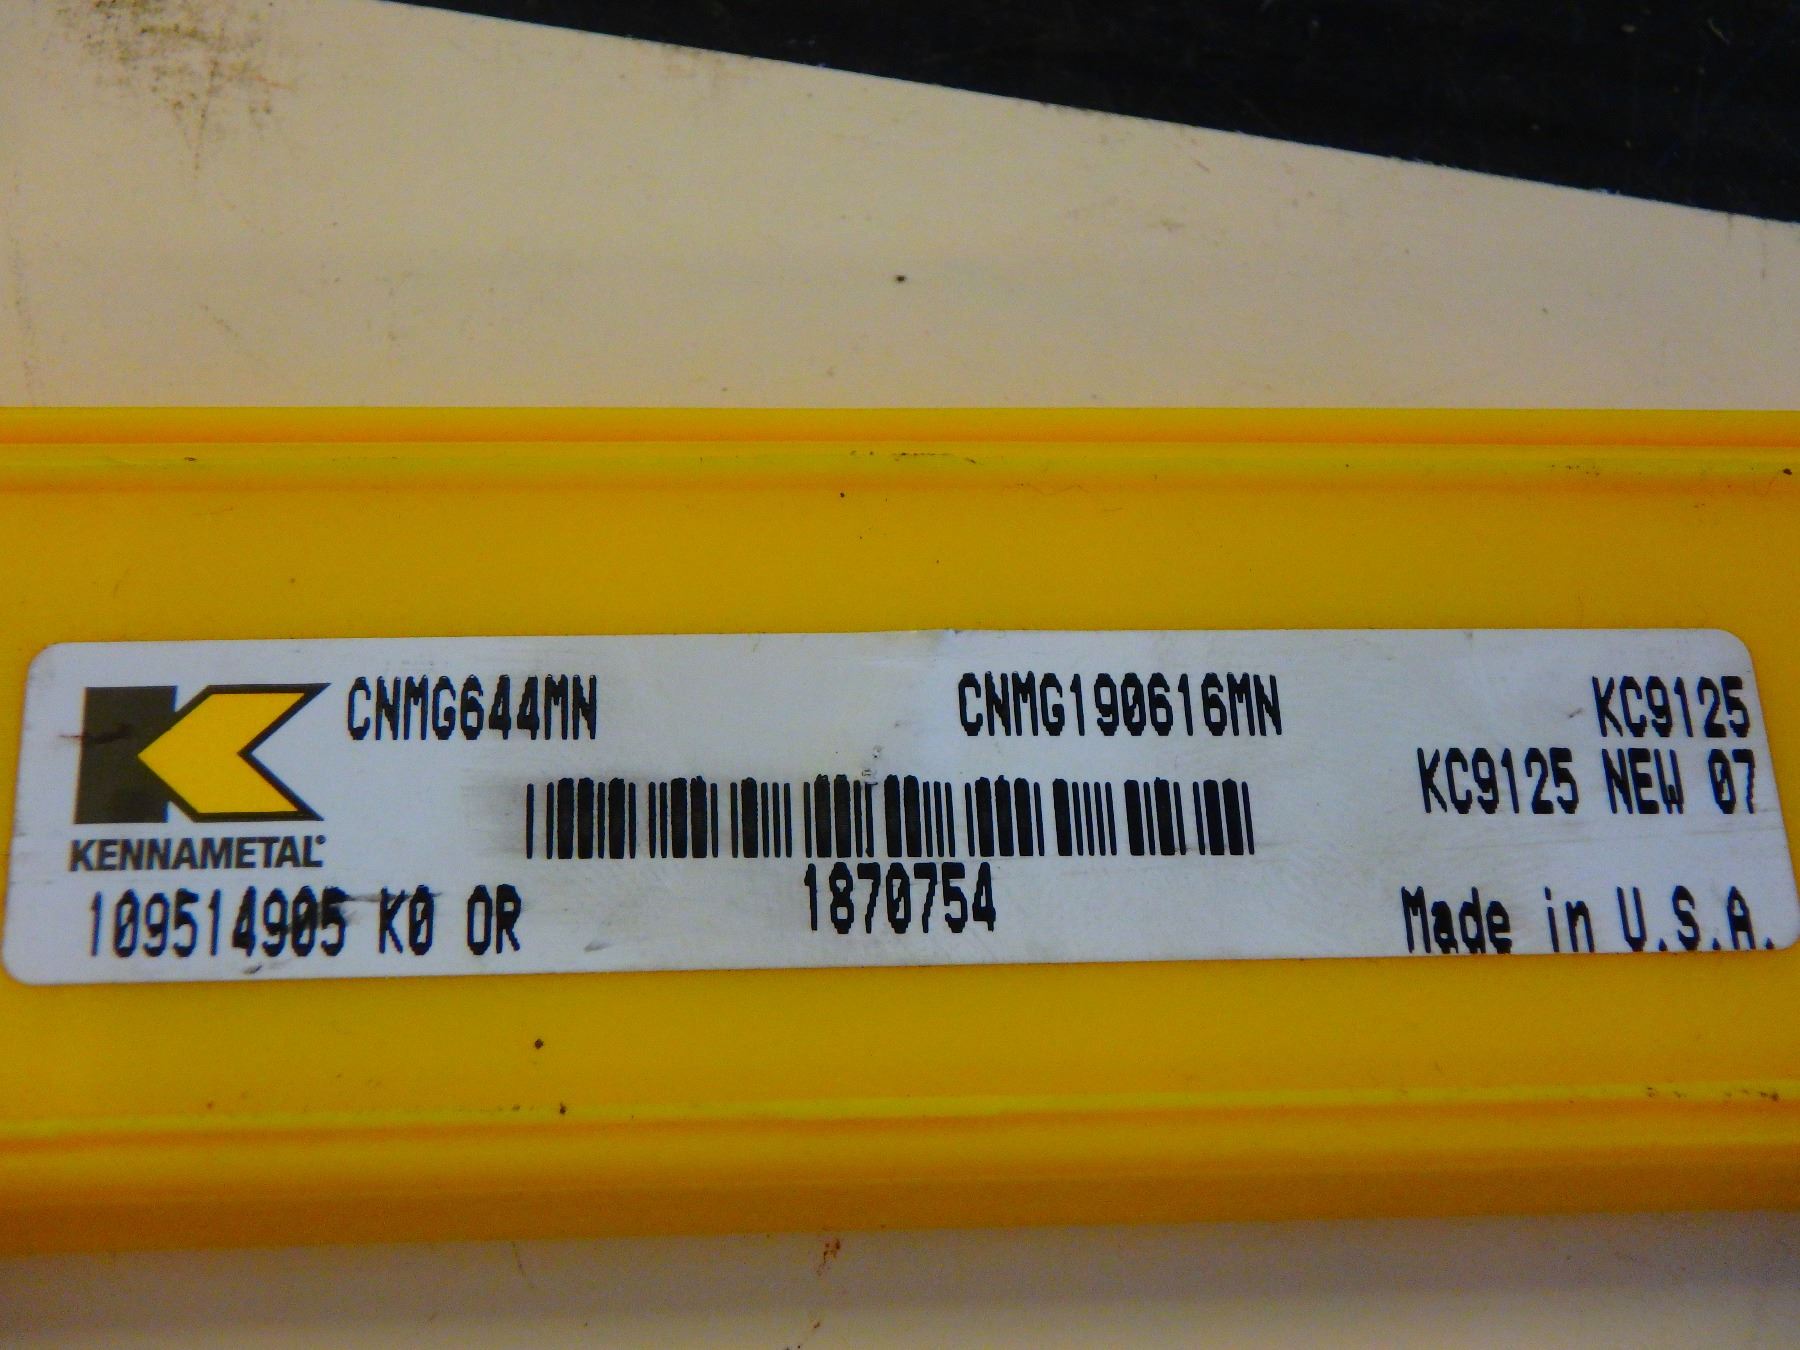 CNMG644MN CNMG190616MN KC9125
KC9125 NEW 07
KENNAMETAL®
109514905 K0 OR 1870754 Made in U.S.A.